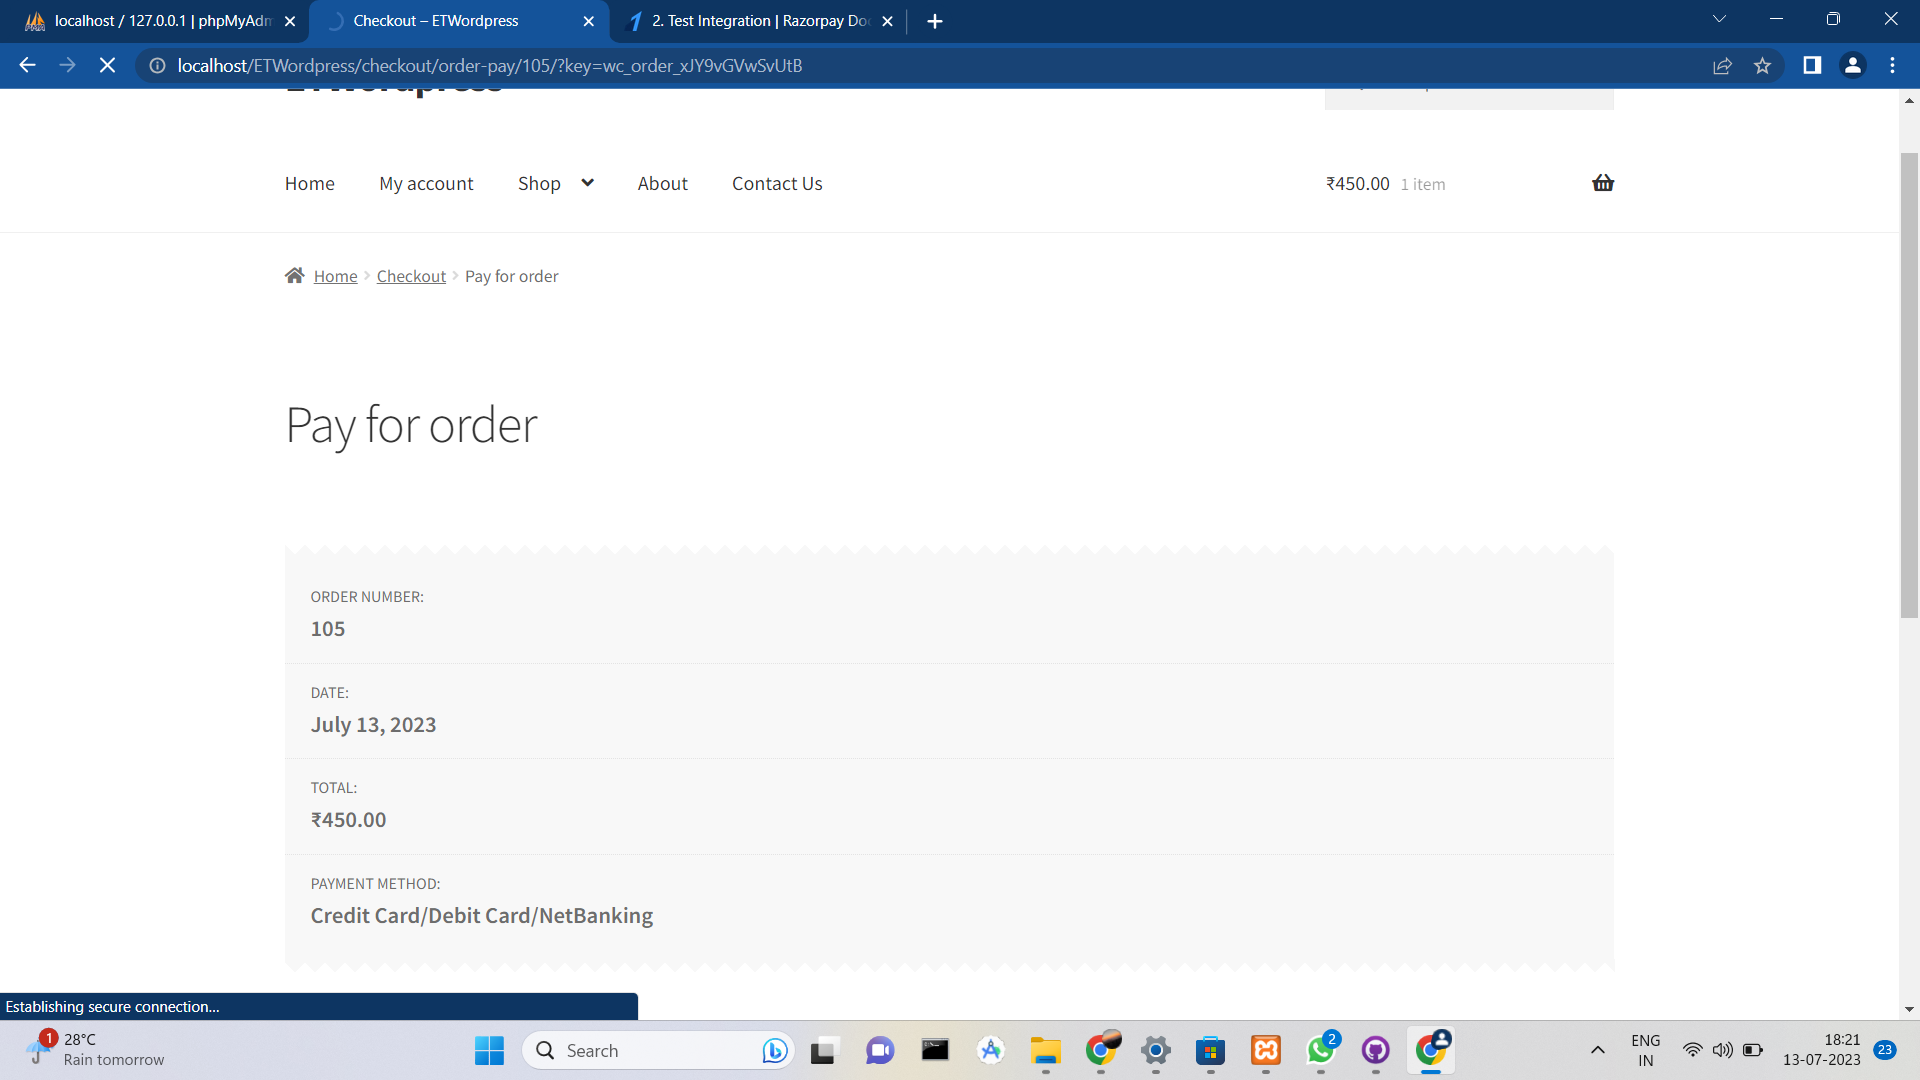 localhost / 127.0.0.1 | phpMyAdm
Checkout – ETWordpress
2. Test Integration | Razorpay Do
localhost/ETWordpress/checkout/order-pay/105/?key=wc_order_xJY9vGVwSvUtB
ETWordpress
Home
My account
Shop
About
Contact Us
₹450.00 1 item
Home
Checkout
Pay for order
Pay for order
ORDER NUMBER:
105
DATE:
July 13, 2023
TOTAL:
₹450.00
PAYMENT METHOD:
Credit Card/Debit Card/NetBanking
Establishing secure connection...
1
28°C
Rain tomorrow
Search
2
ENG
IN
18:21
13-07-2023
23